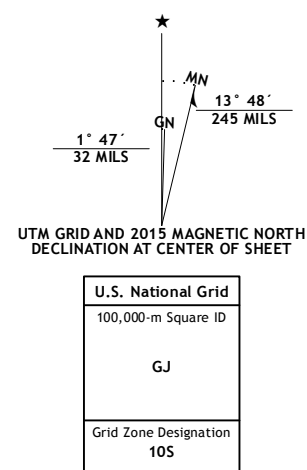 ★
MN
GN
13° 48´
245 MILS
1° 47´
32 MILS
UTM GRID AND 2015 MAGNETIC NORTH
DECLINATION AT CENTER OF SHEET
U.S. National Grid
100,000-m Square ID
GJ
Grid Zone Designation
10S